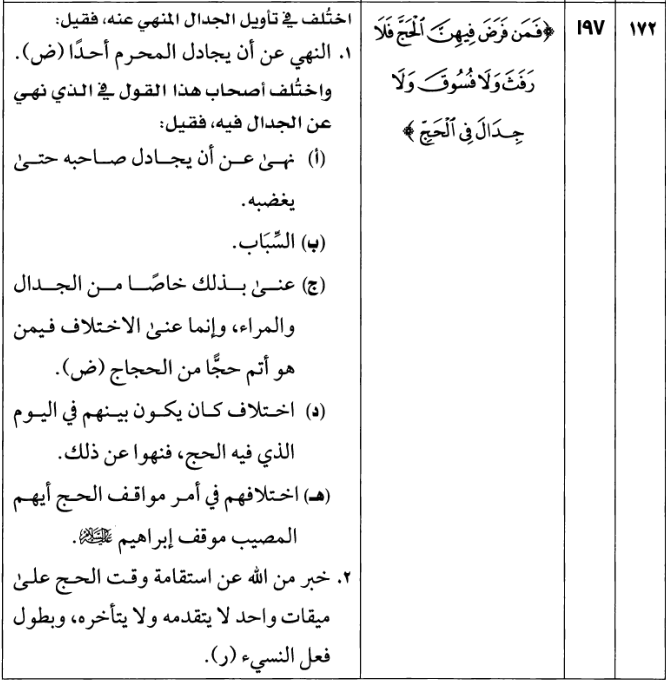 ١٧٢
١٩٧
﴿فَمَن فَرَضَ فِيهِنَّ الْحَجَّ فَلَا
رَفَثَ وَلَا فُسُوقَ وَلَا
جِدَالَ فِي الْحَجِّ﴾
اختُلف في تأويل الجدال المنهي عنه، فقيل:
١. النهي عن أن يجادل المحرم أحدًا (ض).
واختُلف أصحاب هذا القول في الذي نهي
عن الجدال فيه، فقيل:
(أ) نهىٰ عن أن يجادل صاحبه حتىٰ
يغضبه.
(ب) السِّبَاب.
(ج) عنىٰ بذلك خاصًا من الجدال
والمراء، وإنما عنىٰ الاختلاف فيمن
هو أتم حجًّا من الحجاج (ض).
(د) اختلاف كان يكون بينهم في اليوم
الذي فيه الحج، فنهوا عن ذلك.
(هـ) اختلافهم في أمر مواقف الحج أيهم
المصيب موقف إبراهيم عليه السلام.
٢. خبر من الله عن استقامة وقت الحج علىٰ
ميقات واحد لا يتقدمه ولا يتأخره، وبطول
فعل النسيء (ر).